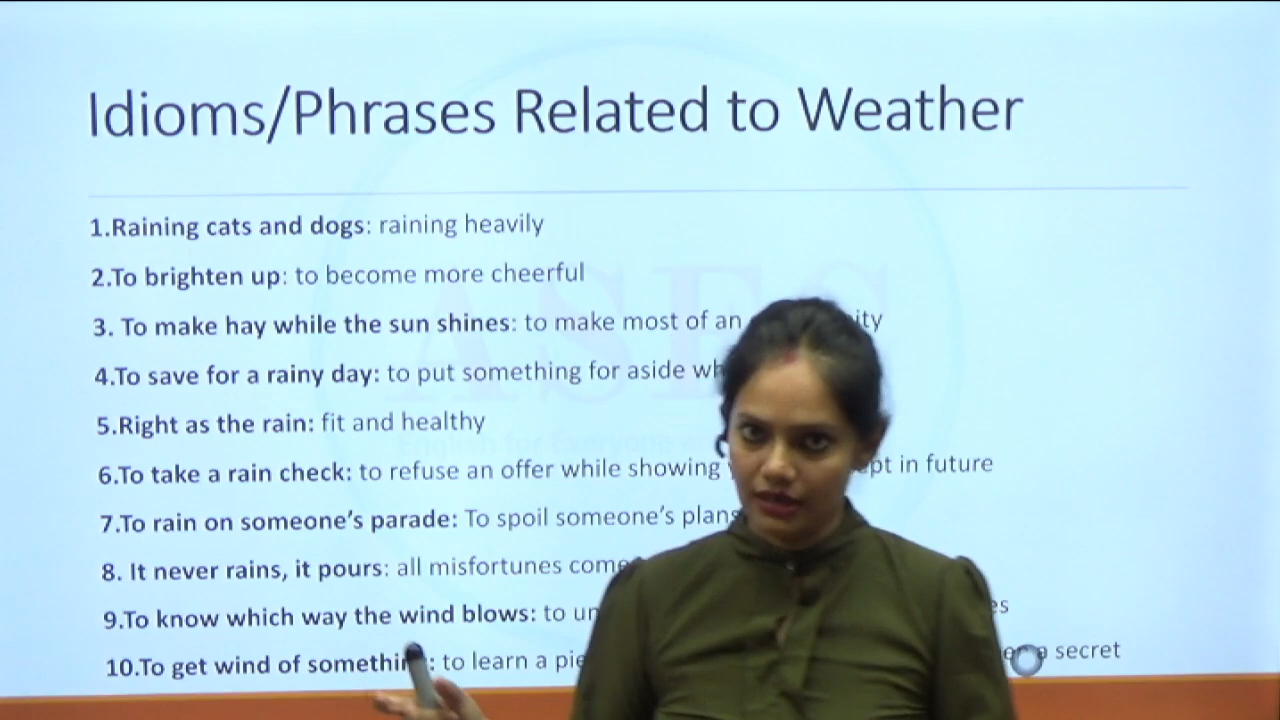 Idioms/Phrases Related to Weather
1.Raining cats and dogs: raining heavily
2.To brighten up: to become more cheerful
3. To make hay while the sun shines: to make most of an
4.To save for a rainy day: to put something for aside
5.Right as the rain: fit and healthy
6.To take a rain check: to refuse an offer while showing in future
7.To rain on someone's parade: To spoil someone's plans
8. It never rains, it pours: all misfortunes
9.To know which way the wind blows: to
10.To get wind of something: to learn a secret
ASES